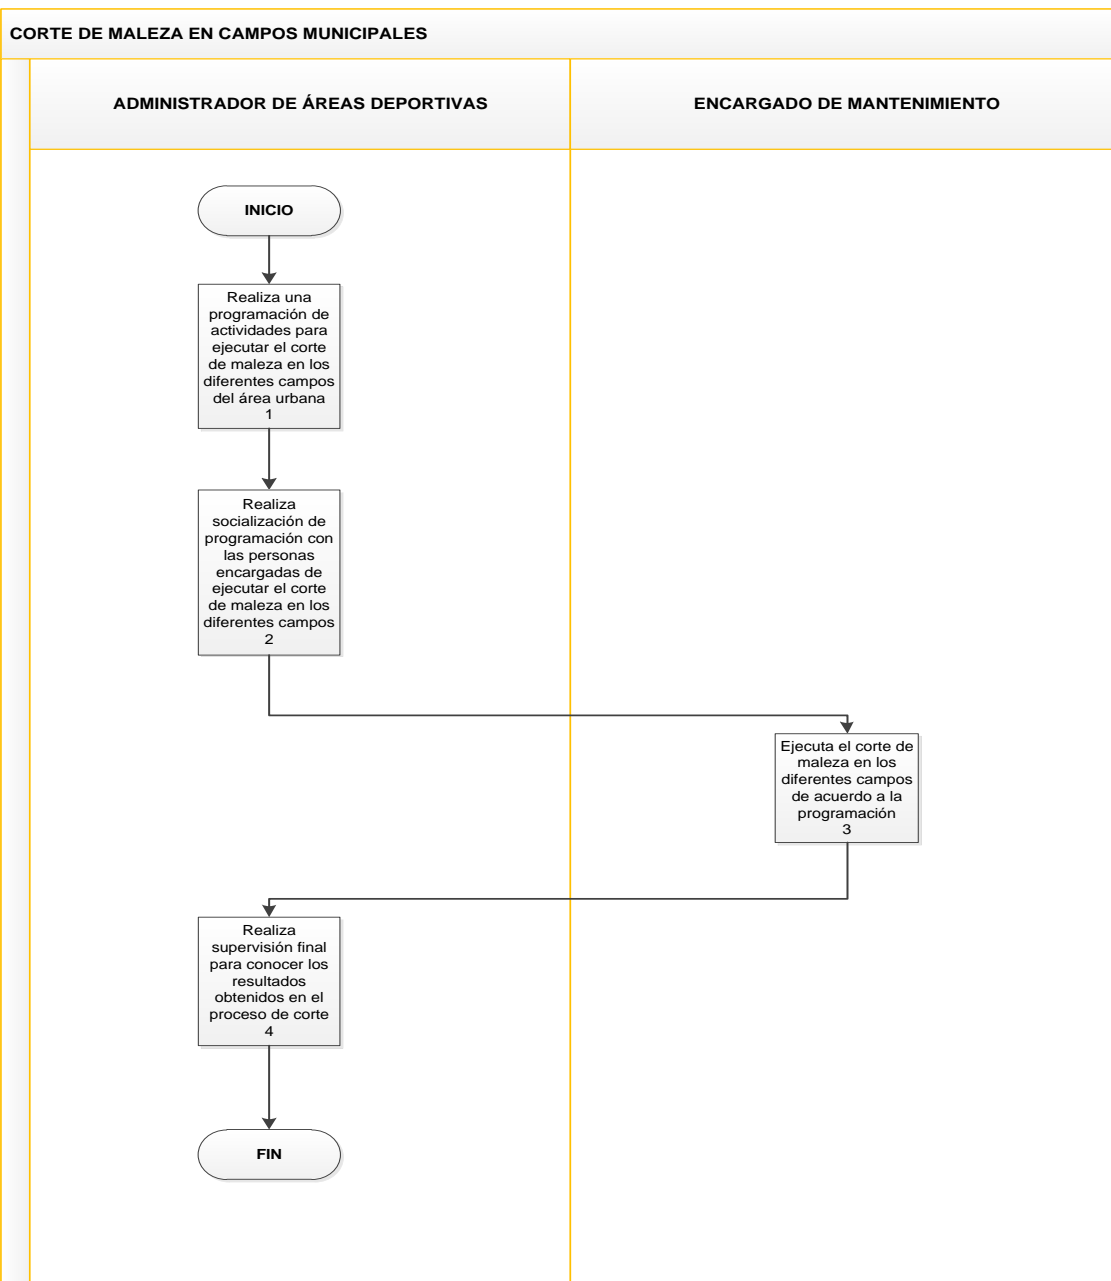 CORTE DE MALEZA EN CAMPOS MUNICIPALES
ADMINISTRADOR DE ÁREAS DEPORTIVAS
ENCARGADO DE MANTENIMIENTO
INICIO
Realiza una
programación de
actividades para
ejecutar el corte
de maleza en los
diferentes campos
del área urbana
1
Realiza
socialización de
programación con
las personas
encargadas de
ejecutar el corte
de maleza en los
diferentes campos
2
Ejecuta el corte de
maleza en los
diferentes campos
de acuerdo a la
programación
3
Realiza
supervisión final
para conocer los
resultados
obtenidos en el
proceso de corte
4
FIN